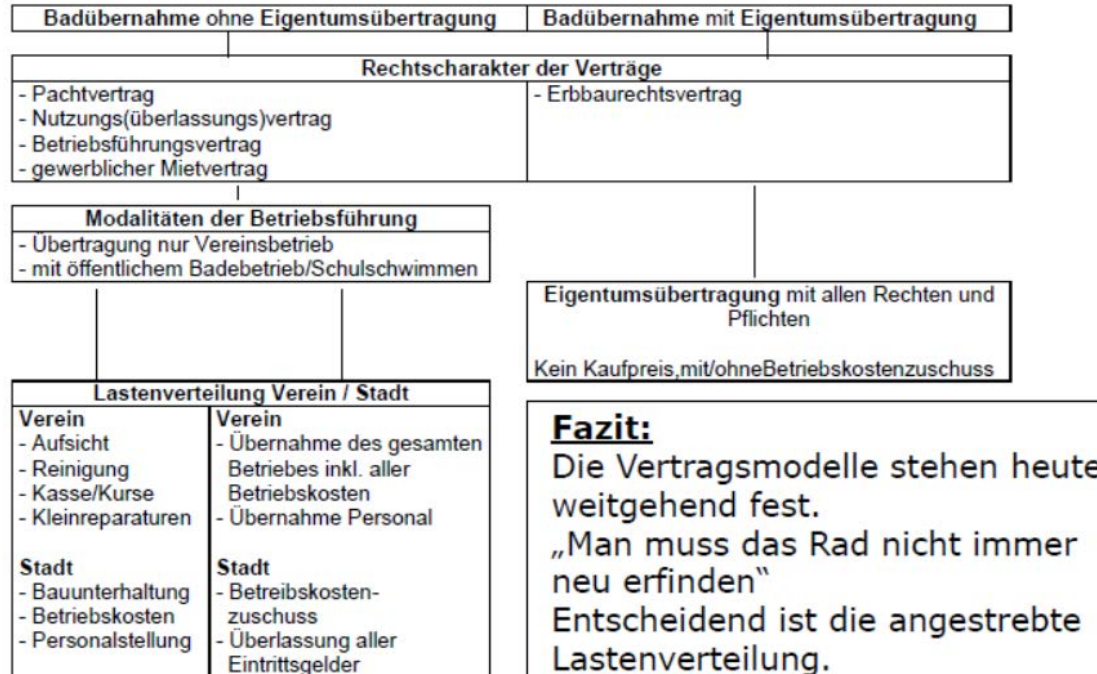 Badübernahme ohne Eigentumsübertragung
Badübernahme mit Eigentumsübertragung
Rechtscharakter der Verträge
- Pachtvertrag
- Nutzungs(überlassungs)vertrag
- Betriebsführungsvertrag
- gewerblicher Mietvertrag
- Erbbaurechtsvertrag
Modalitäten der Betriebsführung
- Übertragung nur Vereinsbetrieb
- mit öffentlichem Badebetrieb/Schulschwimmen
Eigentumsübertragung mit allen Rechten und
Pflichten
Kein Kaufpreis,mit/ohneBetriebskostenzuschuss
Lastenverteilung Verein / Stadt
Verein
- Aufsicht
- Reinigung
- Kasse/Kurse
- Kleinreparaturen
Stadt
- Bauunterhaltung
- Betriebskosten
- Personalstellung
Verein
- Übernahme des gesamten
Betriebes inkl. aller
Betriebskosten
- Übernahme Personal
Stadt
- Betreibskosten-
zuschuss
- Überlassung aller
Eintrittsgelder
Fazit:
Die Vertragsmodelle stehen heute
weitgehend fest.
„Man muss das Rad nicht immer
neu erfinden“
Entscheidend ist die angestrebte
Lastenverteilung.